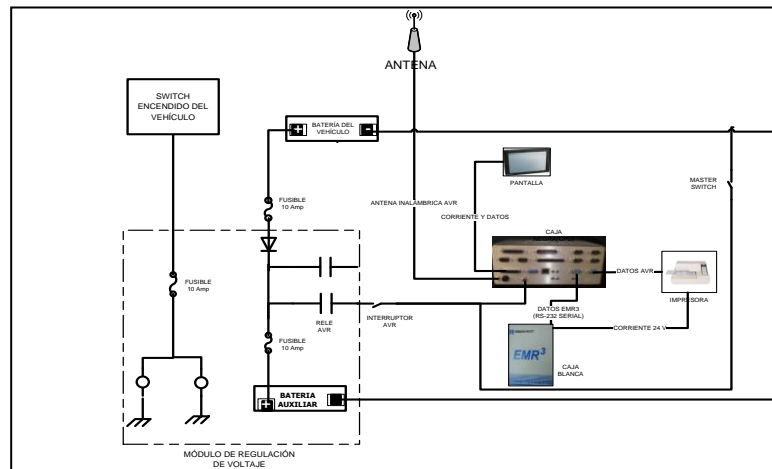 ANTENA
SWITCH
ENCENDIDO DEL
VEHÍCULO
BATERÍA DEL
VEHÍCULO
PANTALLA
MASTER
SWITCH
FUSIBLE
10 Amp
ANTENA INALÁMBRICA AVR
CORRIENTE Y DATOS
CAJA
DATOS AVR
IMPRESORA
FUSIBLE
10 Amp
RELE
AVR
INTERRUPTOR
AVR
DATOS EMR3
(RS-232 SERIAL)
CORRIENTE 24 V
FUSIBLE
10 Amp
EMR3
CAJA
BLANCA
BATERIA
AUXILIAR
MÓDULO DE REGULACIÓN
DE VOLTAJE